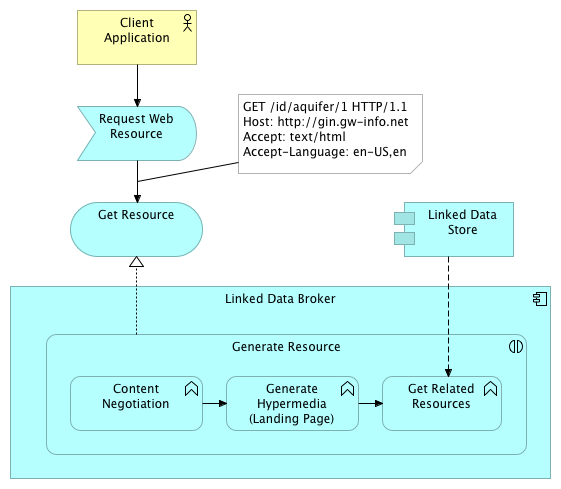 Client
Application
Request Web
Resource
GET /id/aquifer/1 HTTP/1.1
Host: http://gin.gw-info.net
Accept: text/html
Accept-Language: en-US,en
Get Resource
Linked Data
Store
Linked Data Broker
Generate Resource
Content
Negotiation
Generate
Hypermedia
(Landing Page)
Get Related
Resources